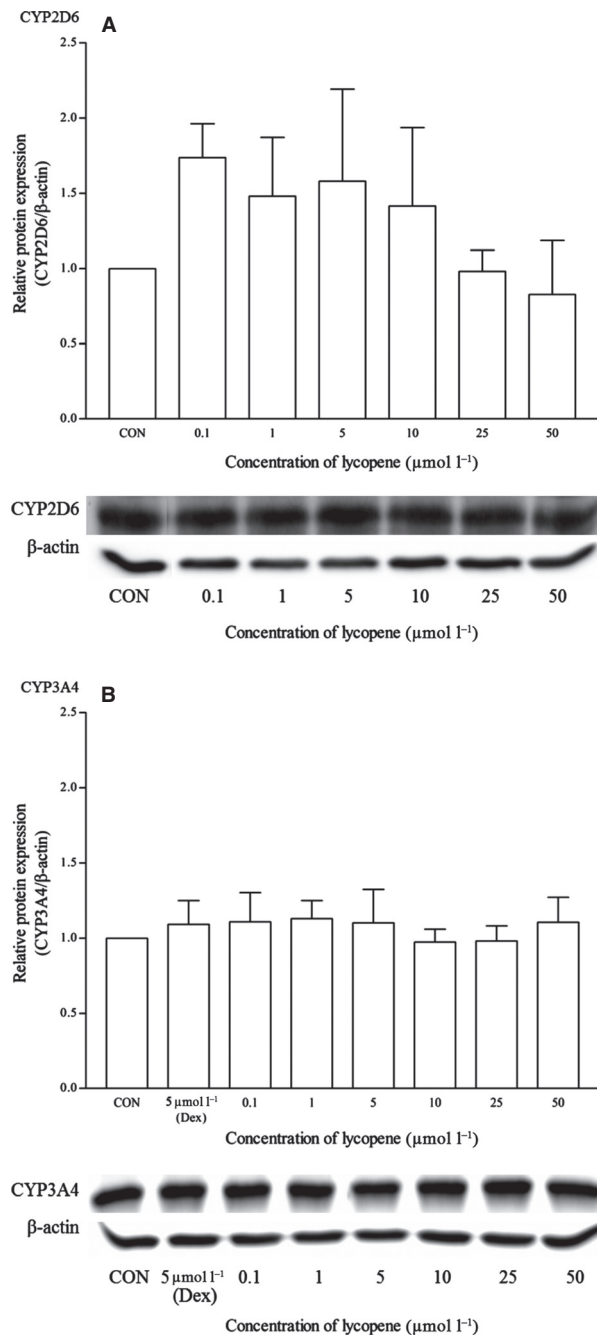 CYP2D6
A
2.5
2.0
1.5
1.0
0.5
0.0
Relative protein expression
(CYP2D6/β-actin)
CON 0.1 1 5 10 25 50
Concentration of lycopene (μmol l⁻¹)
CYP2D6
β-actin
CON 0.1 1 5 10 25 50
Concentration of lycopene (μmol l⁻¹)
CYP3A4
B
2.5
2.0
1.5
1.0
0.5
0.0
Relative protein expression
(CYP3A4/β-actin)
CON 5 μmol l⁻¹ 0.1 1 5 10 25 50
(Dex)
Concentration of lycopene (μmol l⁻¹)
CYP3A4
β-actin
CON 5 μmol l⁻¹ 0.1 1 5 10 25 50
(Dex)
Concentration of lycopene (μmol l⁻¹)